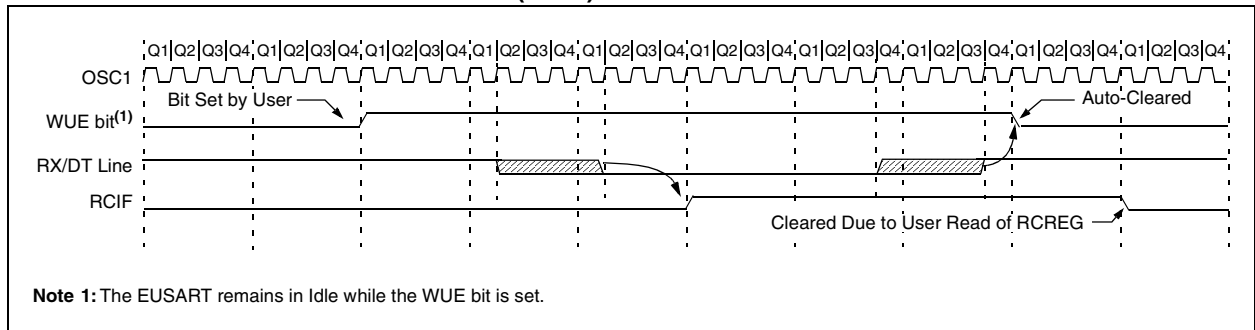 Q1 Q2 Q3 Q4 Q1 Q2 Q3 Q4 Q1 Q2 Q3 Q4 Q1 Q2 Q3 Q4 Q1 Q2 Q3 Q4 Q1 Q2 Q3 Q4 Q1 Q2 Q3 Q4 Q1 Q2 Q3 Q4 Q1 Q2 Q3 Q4 Q1 Q2 Q3 Q4
OSC1
Bit Set by User
Auto-Cleared
WUE bit(1)
RX/DT Line
RCIF
Cleared Due to User Read of RCREG
Note 1: The EUSART remains in Idle while the WUE bit is set.